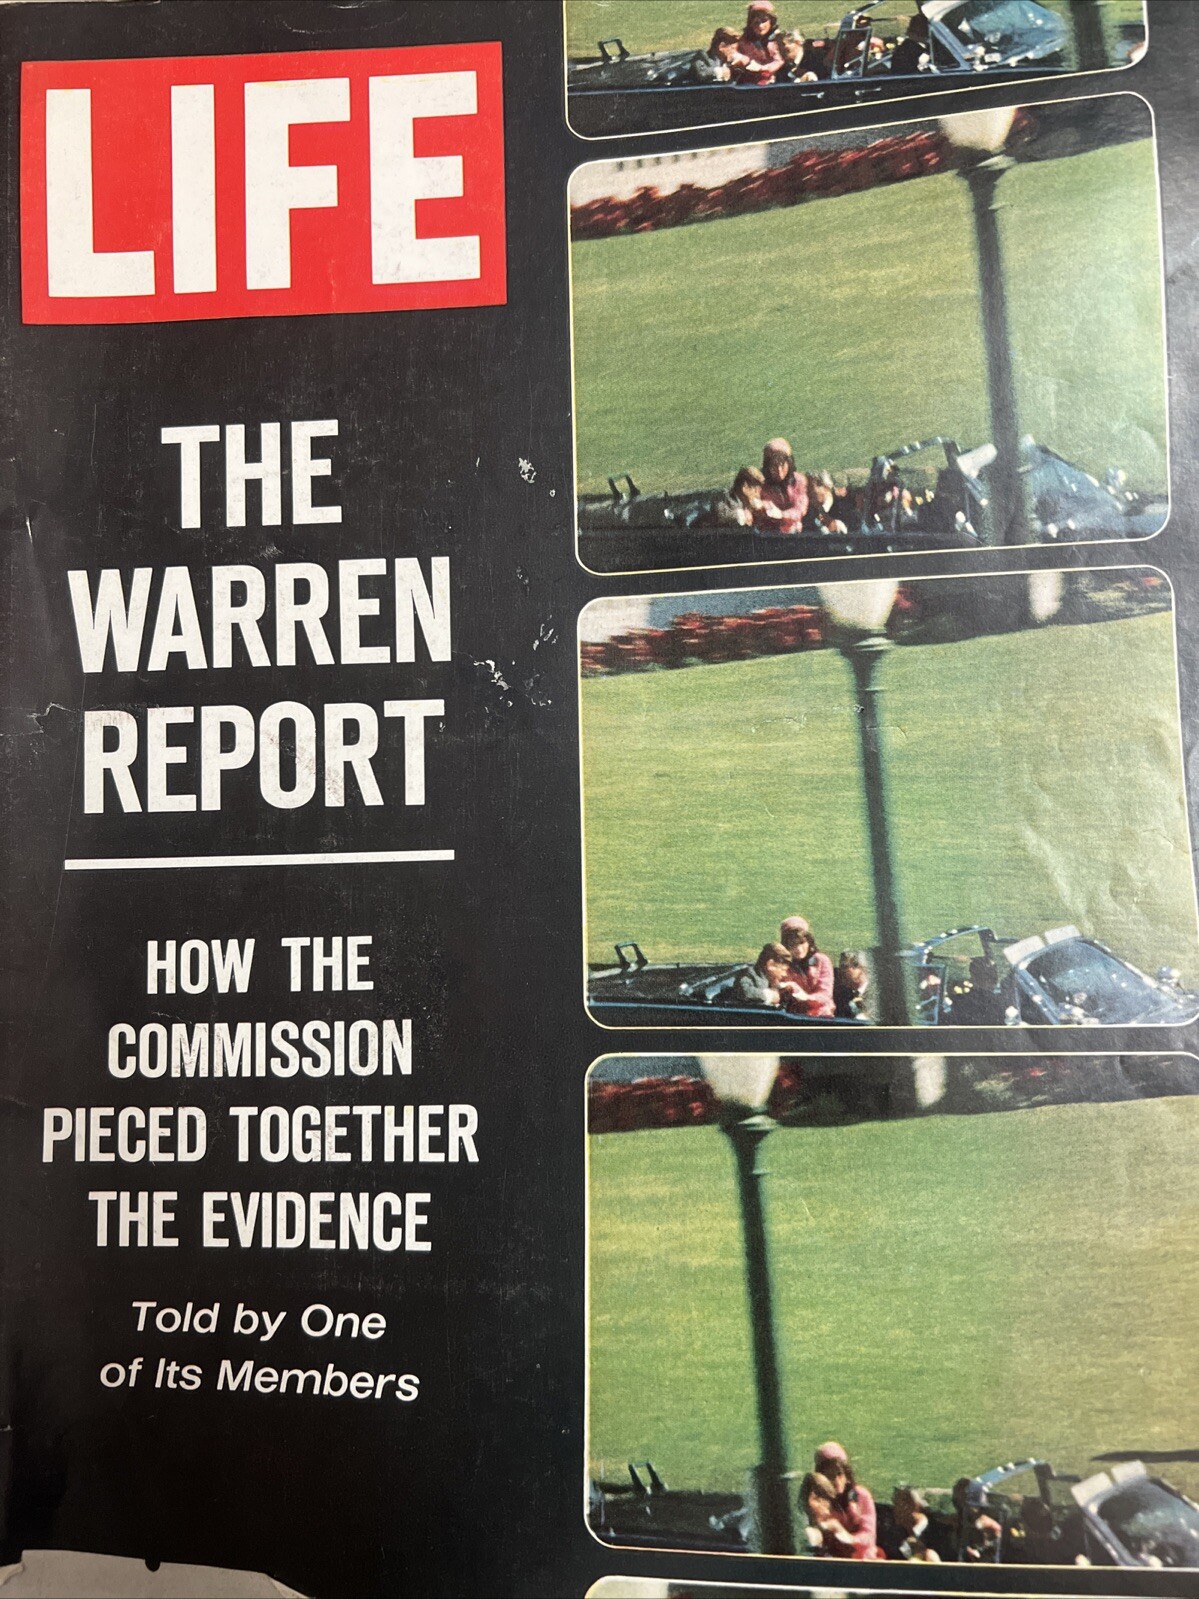 LIFE
THE
WARREN
REPORT
HOW THE
COMMISSION
PIECED TOGETHER
THE EVIDENCE
Told by One
of Its Members